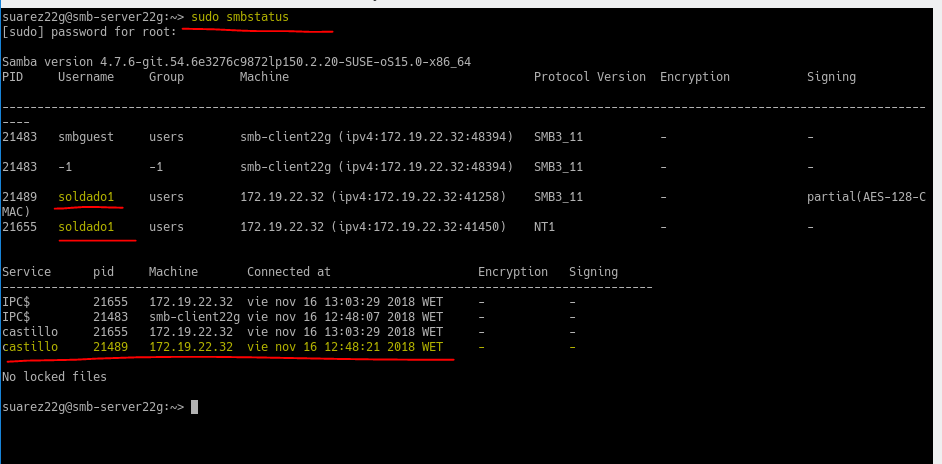 suarez22g@smb-server22g:~> sudo smbstatus
[sudo] password for root:
Samba version 4.7.6-git.54.6e3276c9872lp150.2.20-SUSE-oS15.0-x86_64
PID Username Group Machine Protocol Version Encryption Signing
----------------------------------------------------------------------------------------------------------------------------------------
----
21483 smbguest users smb-client22g (ipv4:172.19.22.32:48394) SMB3_11 - -
21483 -1 -1 smb-client22g (ipv4:172.19.22.32:48394) SMB3_11 - -
21489 soldado1 users 172.19.22.32 (ipv4:172.19.22.32:41258) SMB3_11 - partial(AES-128-C
MAC)
21655 soldado1 users 172.19.22.32 (ipv4:172.19.22.32:41450) NT1 - -
Service pid Machine Connected at Encryption Signing
---------------------------------------------------------------------------------------------
IPC$ 21655 172.19.22.32 vie nov 16 13:03:29 2018 WET - -
IPC$ 21483 smb-client22g vie nov 16 12:48:07 2018 WET - -
castillo 21655 172.19.22.32 vie nov 16 13:03:29 2018 WET - -
castillo 21489 172.19.22.32 vie nov 16 12:48:21 2018 WET - -
No locked files
suarez22g@smb-server22g:~>